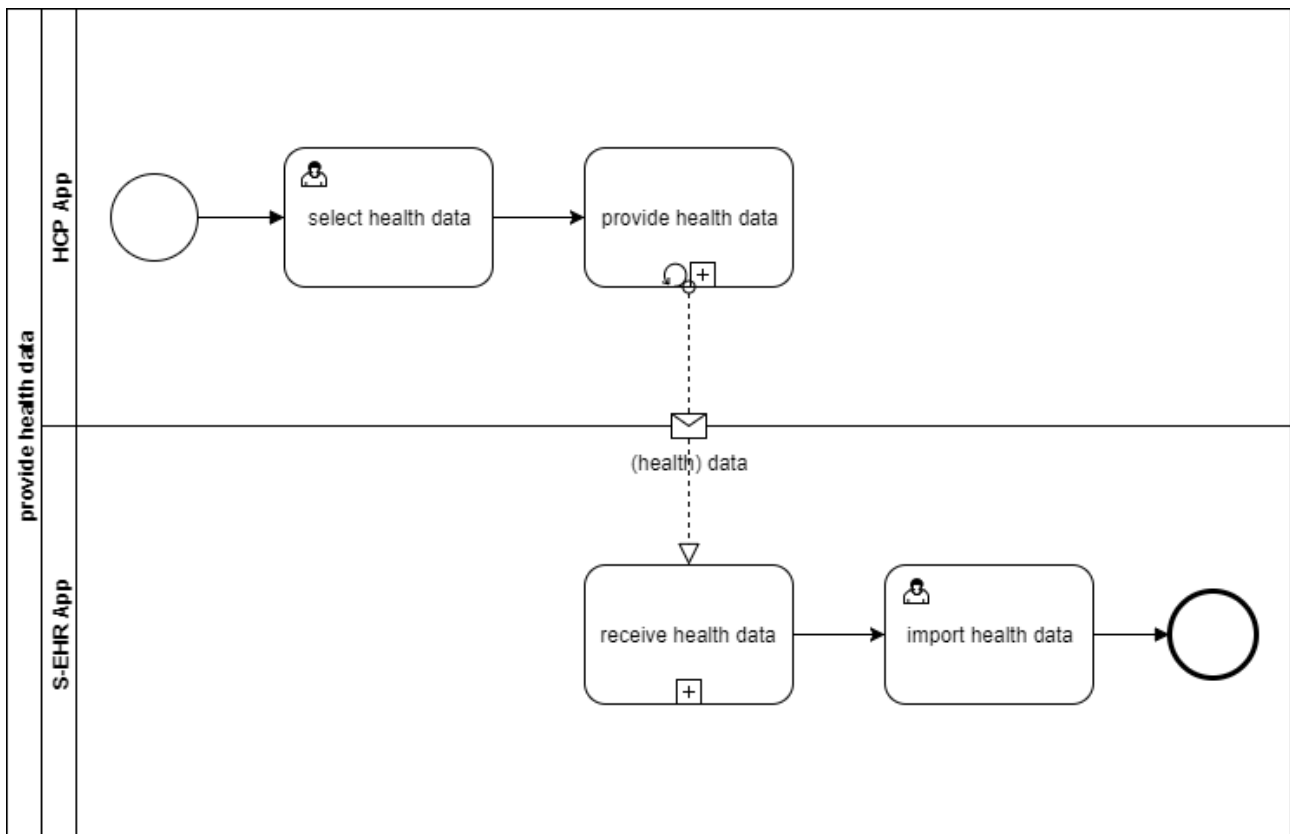 provide health data
HCP App
select health data
provide health data
(health) data
S-EHR App
receive health data
import health data